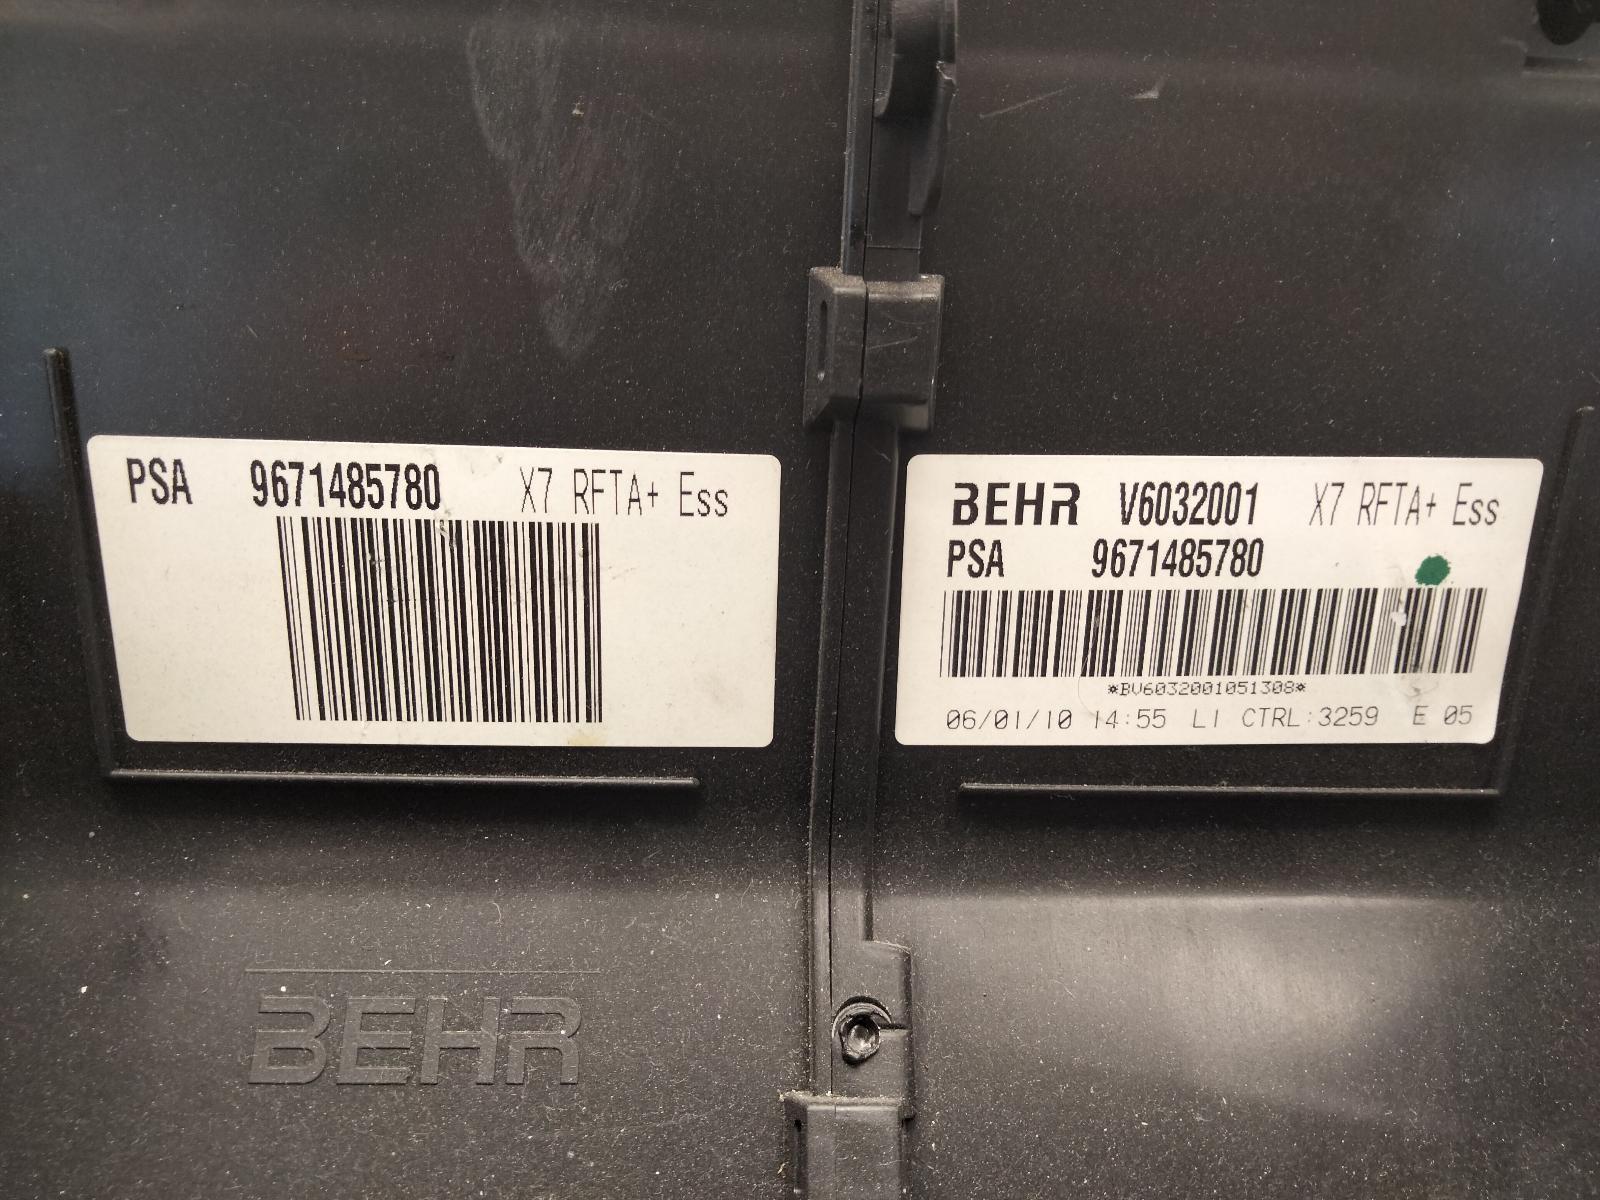 PSA 9671485780 X7 RFTA+ Ess
BEHR V6032001 X7 RFTA+ Ess
PSA 9671485780
*BV6032001051308*
06/01/10 14:55 L1 CTRL:3259 E 05
BEHR